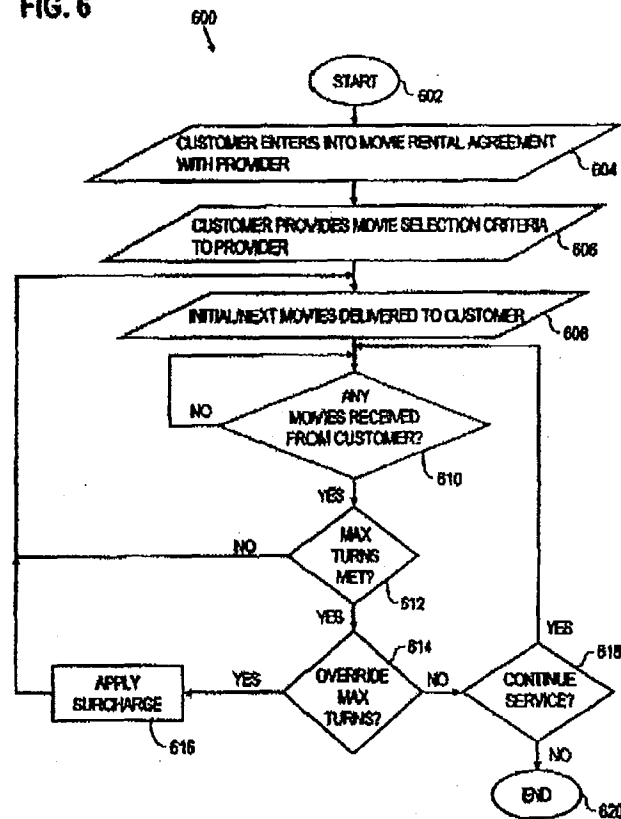 FIG. 6
600
START
602
CUSTOMER ENTERS INTO MOVIE RENTAL AGREEMENT
WITH PROVIDER
604
CUSTOMER PROVIDES MOVIE SELECTION CRITERIA
TO PROVIDER
606
INITIAL/NEXT MOVIES DELIVERED TO CUSTOMER
608
ANY
MOVIES RECEIVED
FROM CUSTOMER?
NO
610
YES
MAX
TURNS
MET?
NO
612
YES
614
OVERRIDE
MAX
TURNS?
YES
NO
APPLY
SURCHARGE
616
YES
618
CONTINUE
SERVICE?
NO
END
620